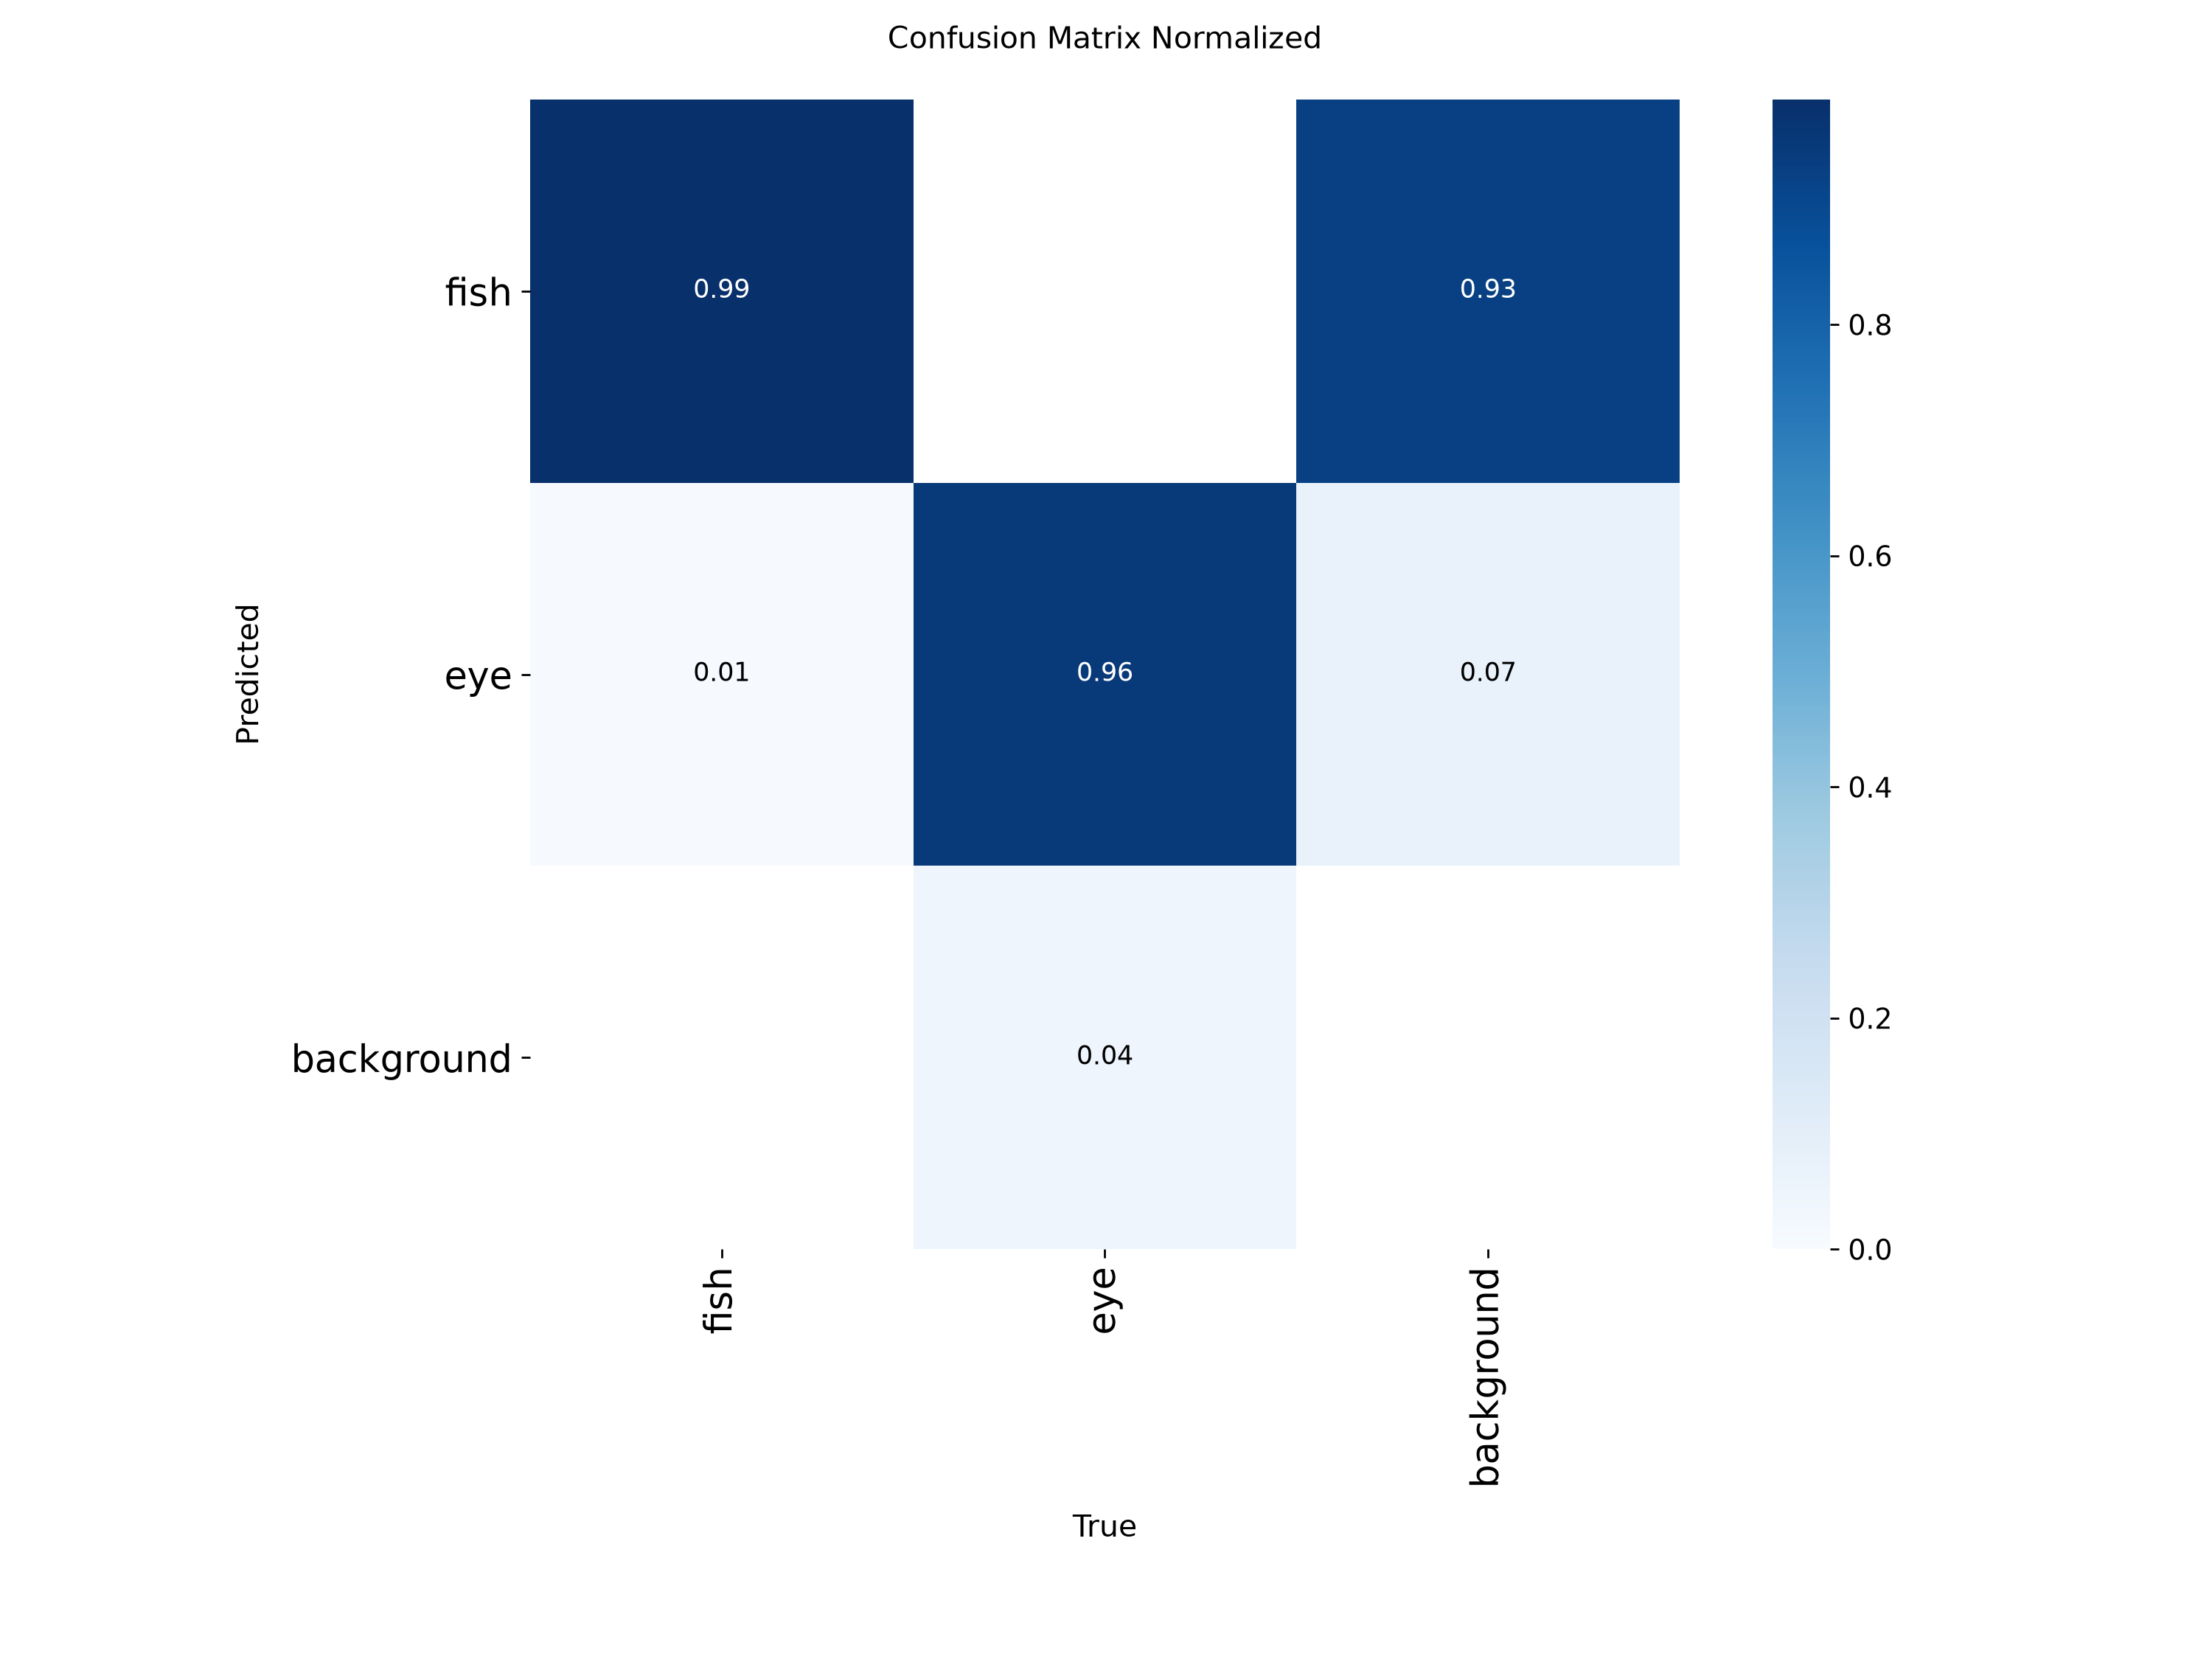 Confusion Matrix Normalized
fish
0.99
0.93
0.8
0.6
Predicted
eye
0.01
0.96
0.07
0.4
background
0.04
0.2
0.0
fish
eye
background
True